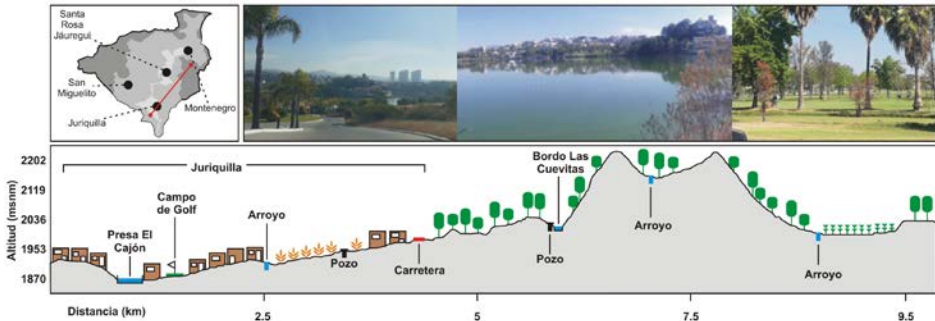 Santa
Rosa
Jáuregui
San
Miguelito
Juriquilla
Montenegro
Altitud (msnm)
2202
2119
2036
1953
1870
Juriquilla
Presa El
Cajón
Campo
de Golf
Arroyo
Pozo
Carretera
Bordo Las
Cuevitas
Pozo
Arroyo
Arroyo
Distancia (km)
2.5
5
7.5
9.5